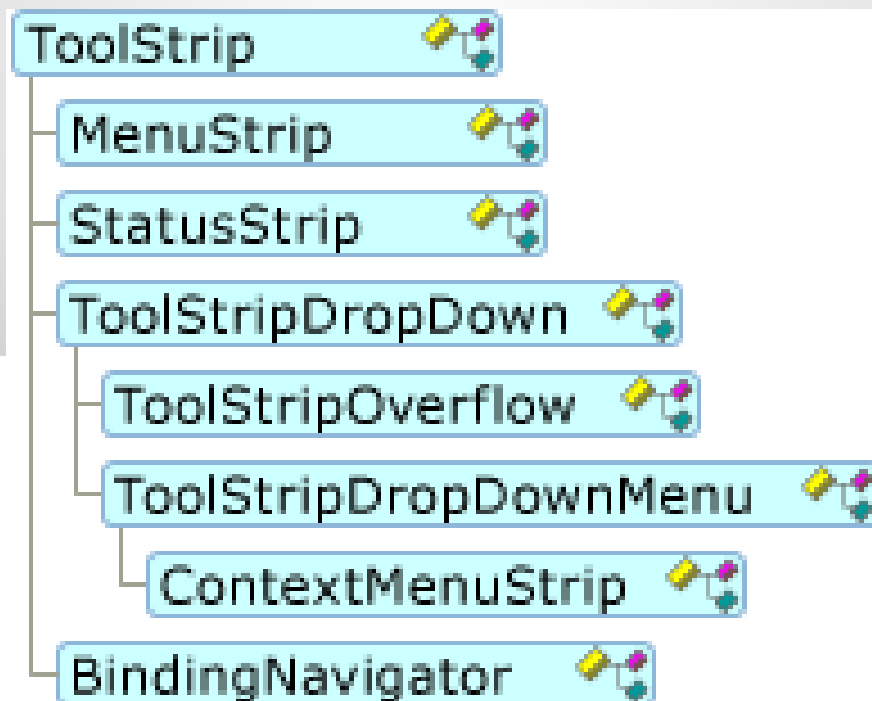 ToolStrip
MenuStrip
StatusStrip
ToolStripDropDown
ToolStripOverflow
ToolStripDropDownMenu
ContextMenuStrip
BindingNavigator